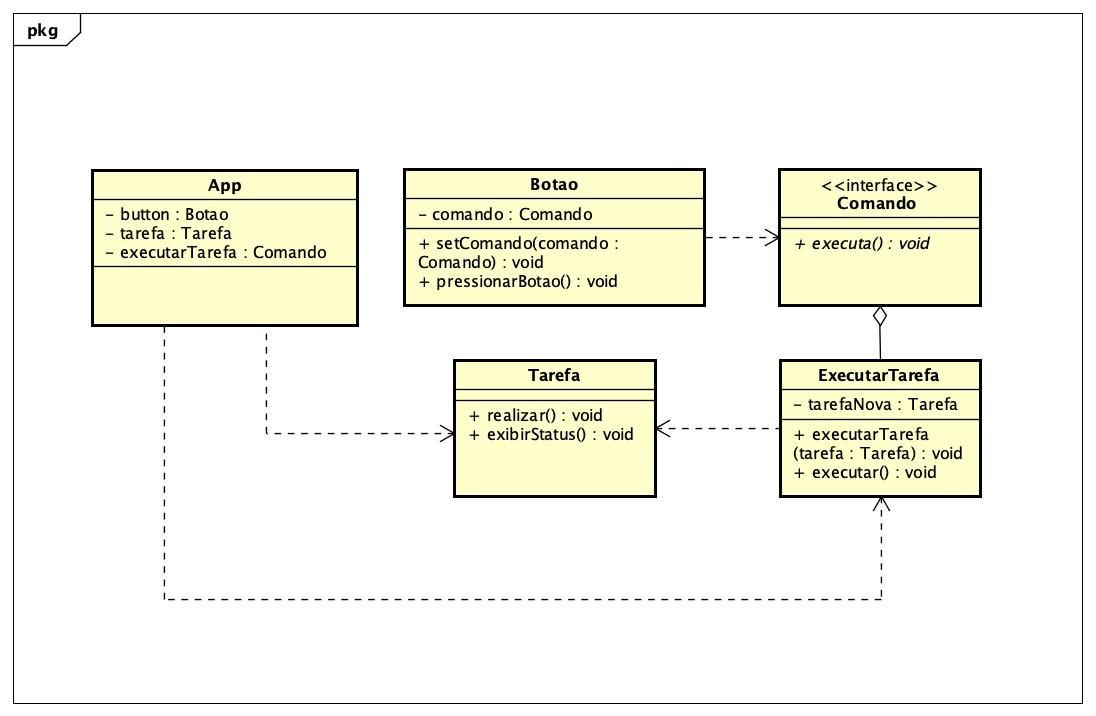 pkg
App
- button : Botao
- tarefa : Tarefa
- executarTarefa : Comando
Botao
- comando : Comando
+ setComando(comando :
Comando) : void
+ pressionarBotao() : void
<<interface>>
Comando
+ executa() : void
Tarefa
+ realizar() : void
+ exibirStatus() : void
ExecutarTarefa
- tarefaNova : Tarefa
+ executarTarefa
(tarefa : Tarefa) : void
+ executar() : void